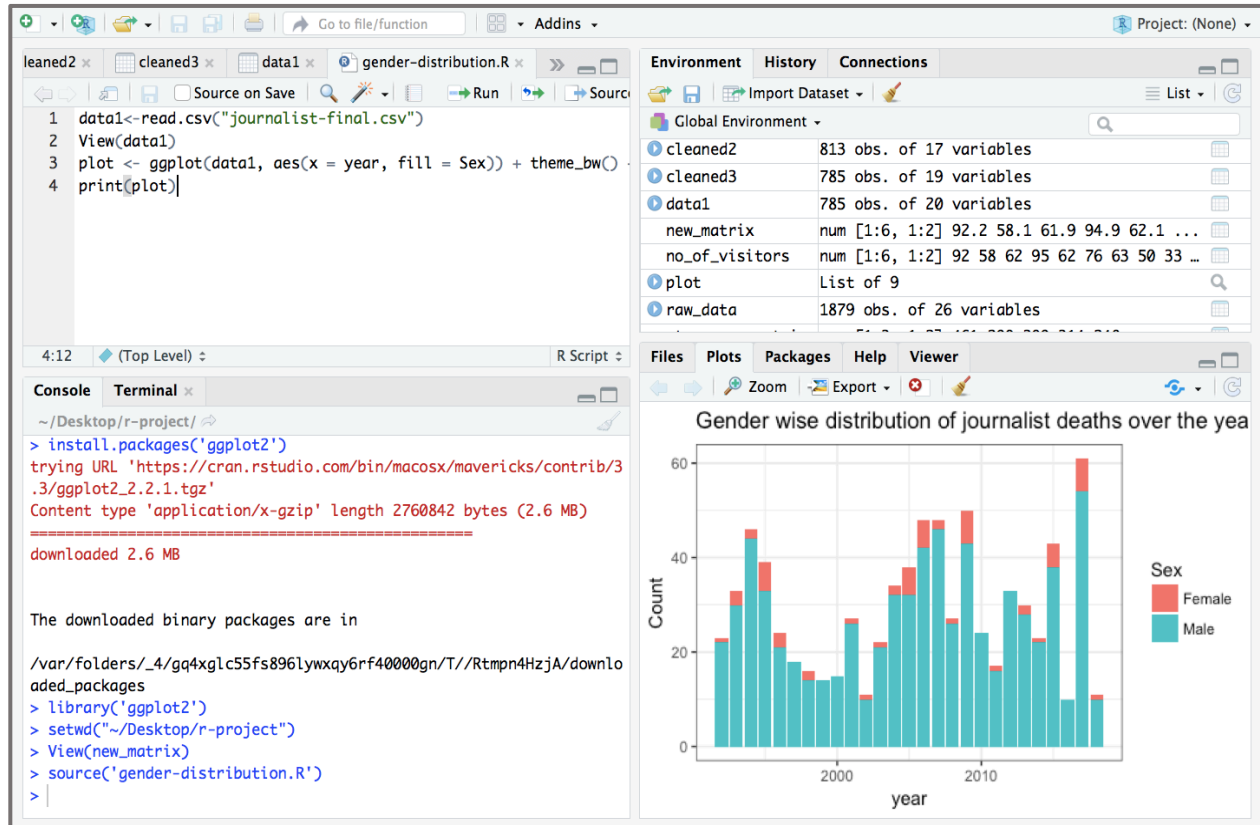 Go to file/function Addins Project: (None)
leaned2 cleaned3 data1 gender-distribution.R
Source on Save Run Sourc
1 data1<-read.csv("journalist-final.csv")
2 View(data1)
3 plot <- ggplot(data1, aes(x = year, fill = Sex)) + theme_bw()
4 print(plot)
4:12 (Top Level) R Script
Console Terminal
~/Desktop/r-project/
> install.packages('ggplot2')
trying URL 'https://cran.rstudio.com/bin/macosx/mavericks/contrib/3
.3/ggplot2_2.2.1.tgz'
Content type 'application/x-gzip' length 2760842 bytes (2.6 MB)
==================================================
downloaded 2.6 MB
The downloaded binary packages are in
/var/folders/_4/gq4xglc55fs896lywxqy6rf40000gn/T//Rtmpn4HzjA/downlo
aded_packages
> library('ggplot2')
> setwd("~/Desktop/r-project")
> View(new_matrix)
> source('gender-distribution.R')
>
Environment History Connections
Import Dataset List
Global Environment
cleaned2 813 obs. of 17 variables
cleaned3 785 obs. of 19 variables
data1 785 obs. of 20 variables
new_matrix num [1:6, 1:2] 92.2 58.1 61.9 94.9 62.1 ...
no_of_visitors num [1:6, 1:2] 92 58 62 95 62 76 63 50 33 …
plot List of 9
raw_data 1879 obs. of 26 variables
Files Plots Packages Help Viewer
Zoom Export
Gender wise distribution of journalist deaths over the yea
60
40
20
0
Count
2000 2010
year
Sex
Female
Male